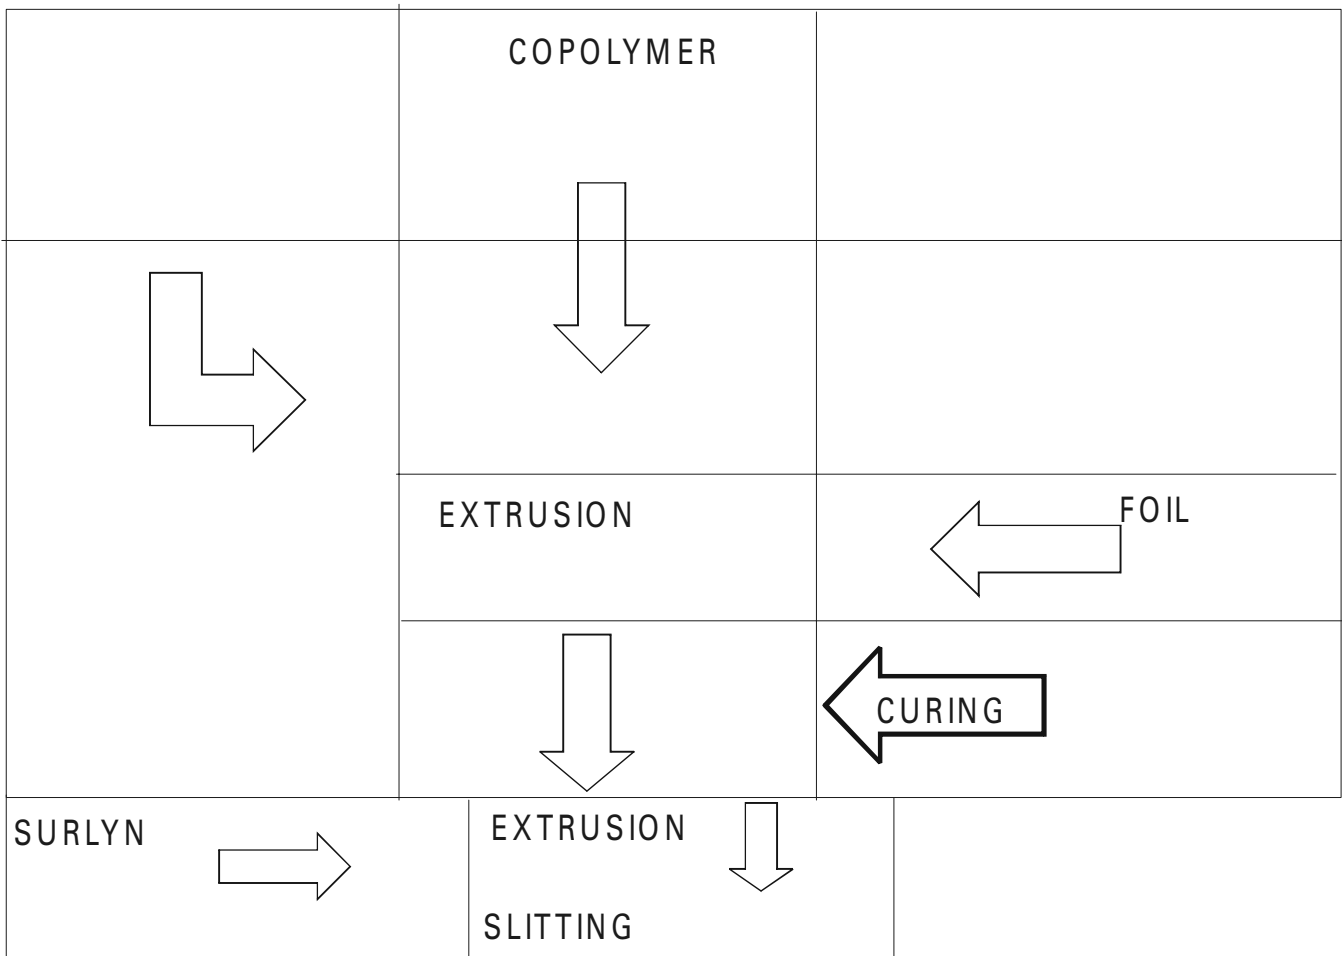 COPOLYMER
EXTRUSION
FOIL
CURING
SURLYN
EXTRUSION
SLITTING